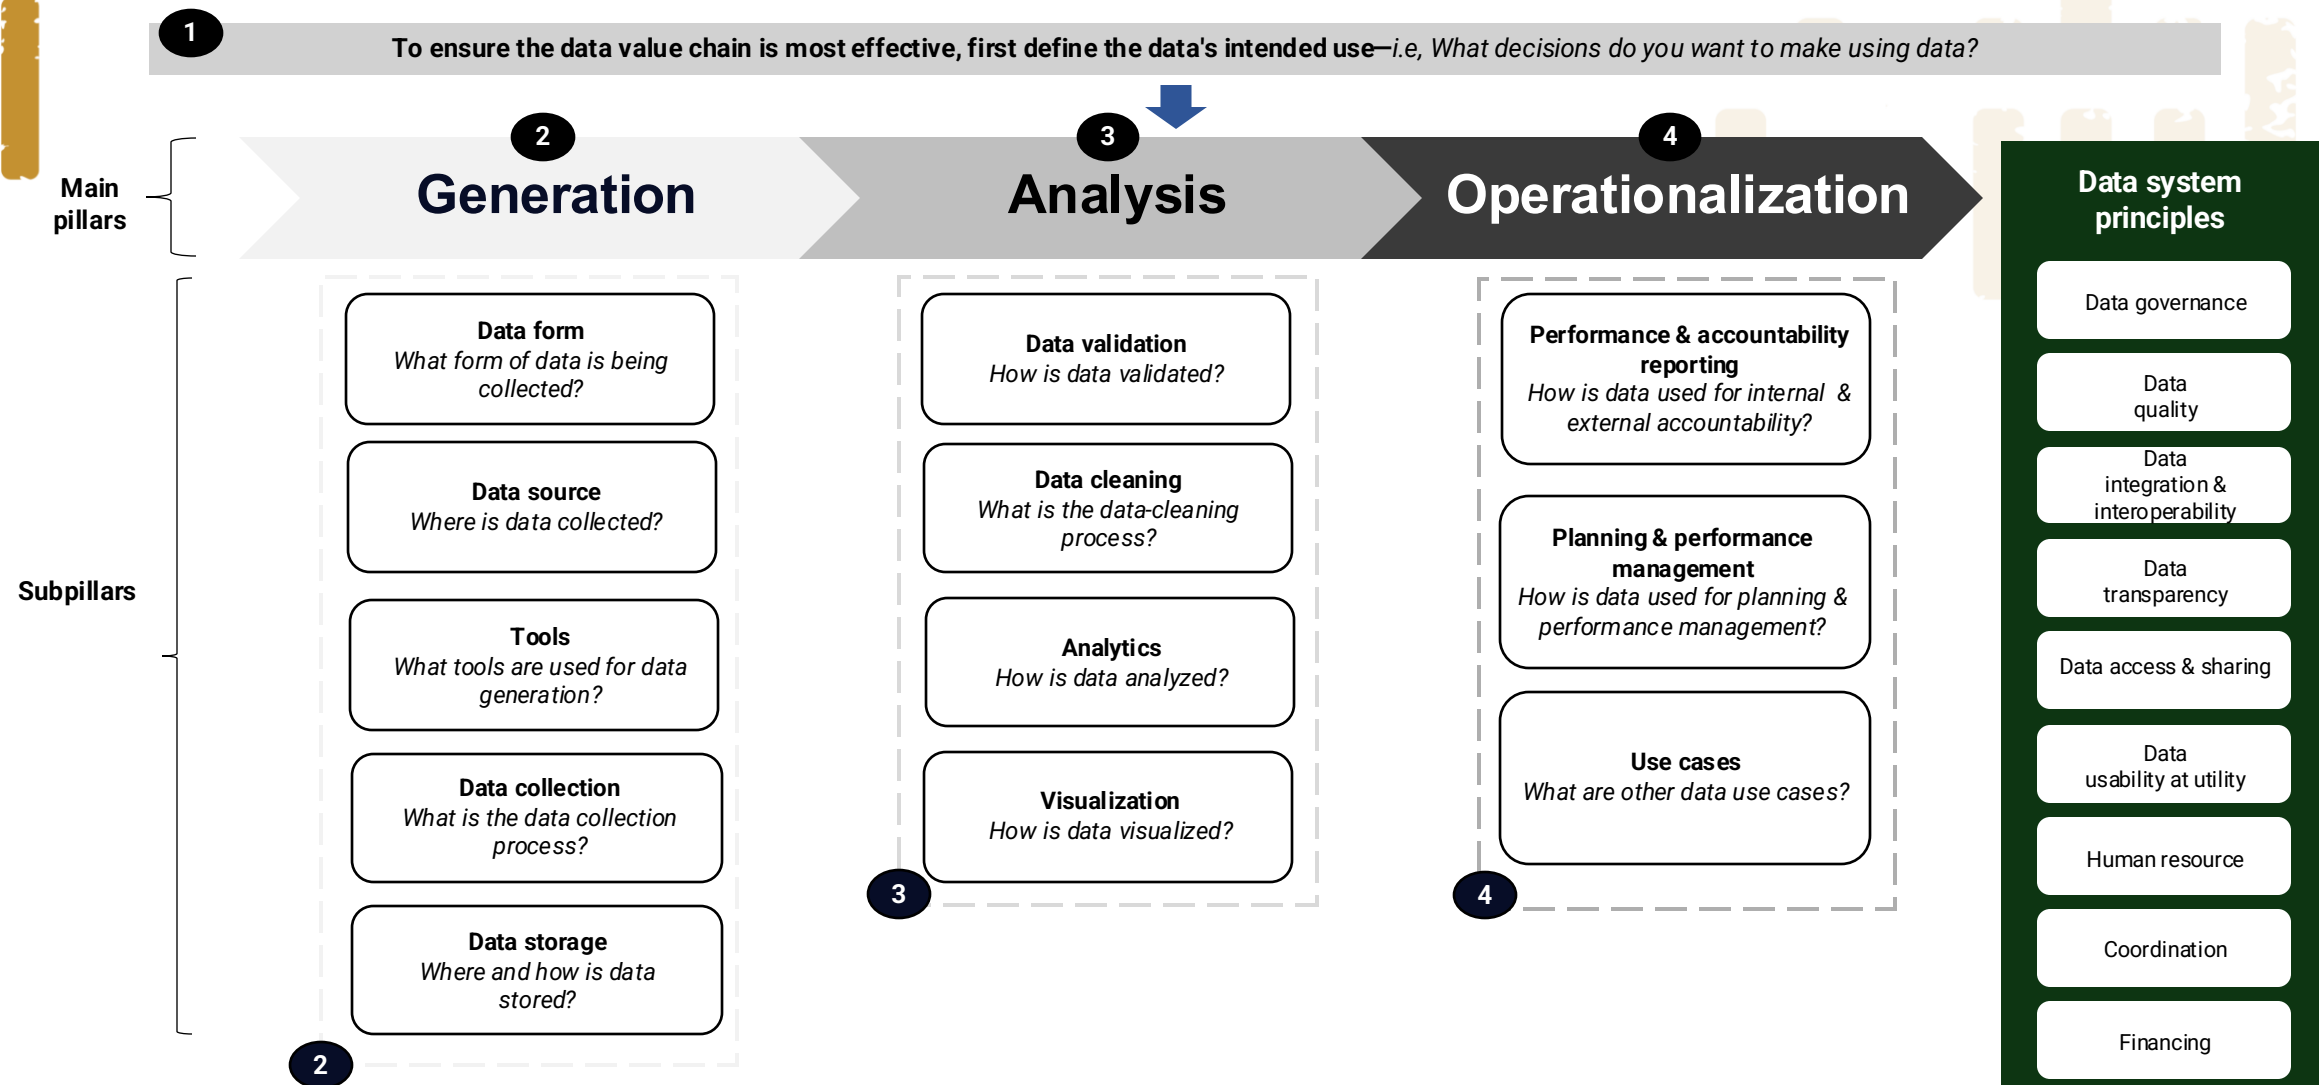 1
To ensure the data value chain is most effective, first define the data's intended use—i.e, What decisions do you want to make using data?
Main
pillars
2
Generation
3
Analysis
4
Operationalization
Subpillars
Data form
What form of data is being
collected?
Data source
Where is data collected?
Tools
What tools are used for data
generation?
Data collection
What is the data collection
process?
Data storage
Where and how is data
stored?
2
Data validation
How is data validated?
Data cleaning
What is the data-cleaning
process?
Analytics
How is data analyzed?
Visualization
How is data visualized?
3
Performance & accountability
reporting
How is data used for internal &
external accountability?
Planning & performance
management
How is data used for planning &
performance management?
Use cases
What are other data use cases?
4
Data system
principles
Data governance
Data
quality
Data
integration &
interoperability
Data
transparency
Data access & sharing
Data
usability at utility
Human resource
Coordination
Financing